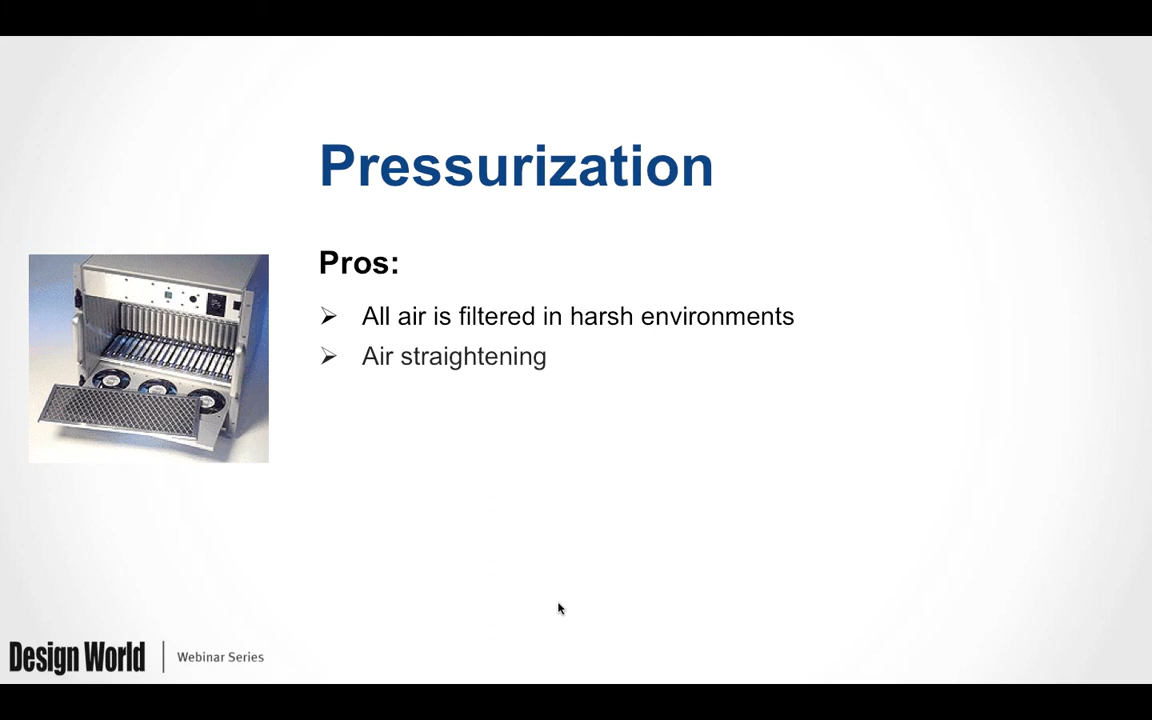 Pressurization
Pros:
➢ All air is filtered in harsh environments
➢ Air straightening
Design World | Webinar Series